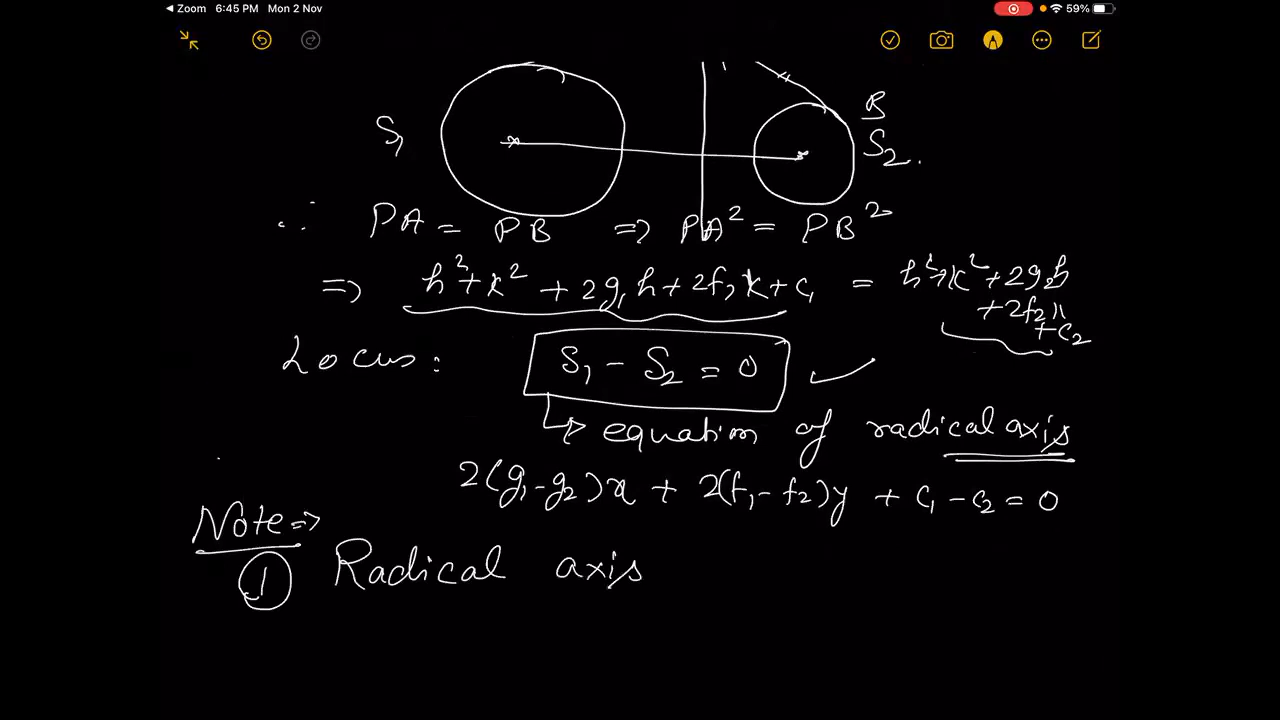 ◀ Zoom 6:45 PM Mon 2 Nov 59%
B
S₁ S₂.
∴ PA = PB ⇒ PA² = PB²
⇒ h²+k² + 2g₁h + 2f₁k + c₁ = h²+k²+2g₂h
+2f₂k
+c₂
Locus: S₁ - S₂ = 0 ✓
↳ equation of radical axis
2(g₁-g₂)x + 2(f₁-f₂)y + c₁-c₂ = 0
Note ⇒
① Radical axis